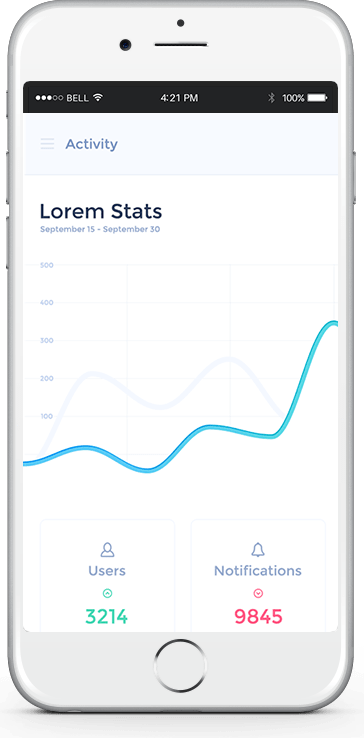 BELL 4:21 PM 100%
Activity
Lorem Stats
September 15 - September 30
500
400
300
200
100
Users Notifications
3214 9845